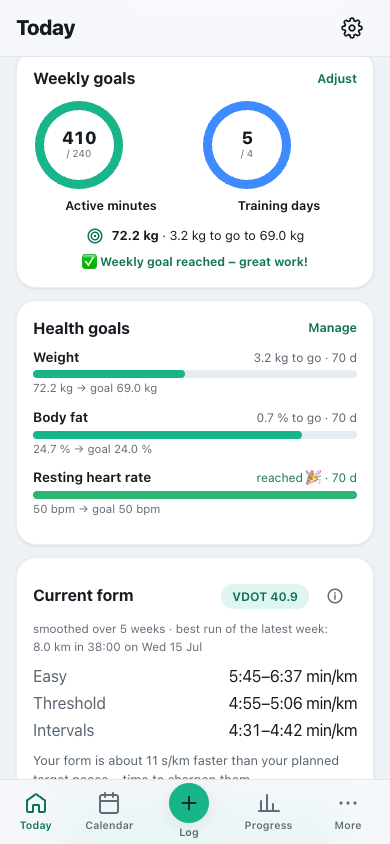 Today
Weekly goals
Adjust
410
/ 240
5
/ 4
Active minutes
Training days
72.2 kg · 3.2 kg to go to 69.0 kg
✅ Weekly goal reached – great work!
Health goals
Manage
Weight
3.2 kg to go · 70 d
72.2 kg → goal 69.0 kg
Body fat
0.7 % to go · 70 d
24.7 % → goal 24.0 %
Resting heart rate
reached 🎉 · 70 d
50 bpm → goal 50 bpm
Current form
VDOT 40.9
smoothed over 5 weeks · best run of the latest week:
8.0 km in 38:00 on Wed 15 Jul
Easy
5:45–6:37 min/km
Threshold
4:55–5:06 min/km
Intervals
4:31–4:42 min/km
Your form is about 11 s/km faster than your planned
target paces – time to sharpen them.
Today
Calendar
Log
Progress
More